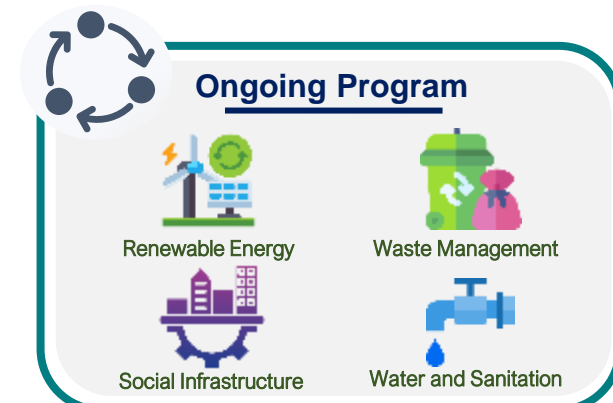 Ongoing Program
Renewable Energy
Waste Management
Social Infrastructure
Water and Sanitation